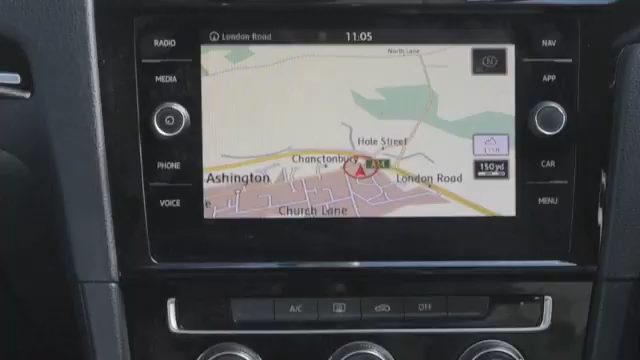 RADIO
London Road
11:05
NAV
North Lane
N
MEDIA
APP
Hole Street
Chanctonbury
PHONE
150yd
CAR
Ashington
London Road
VOICE
MENU
Church Lane
A/C
OFF